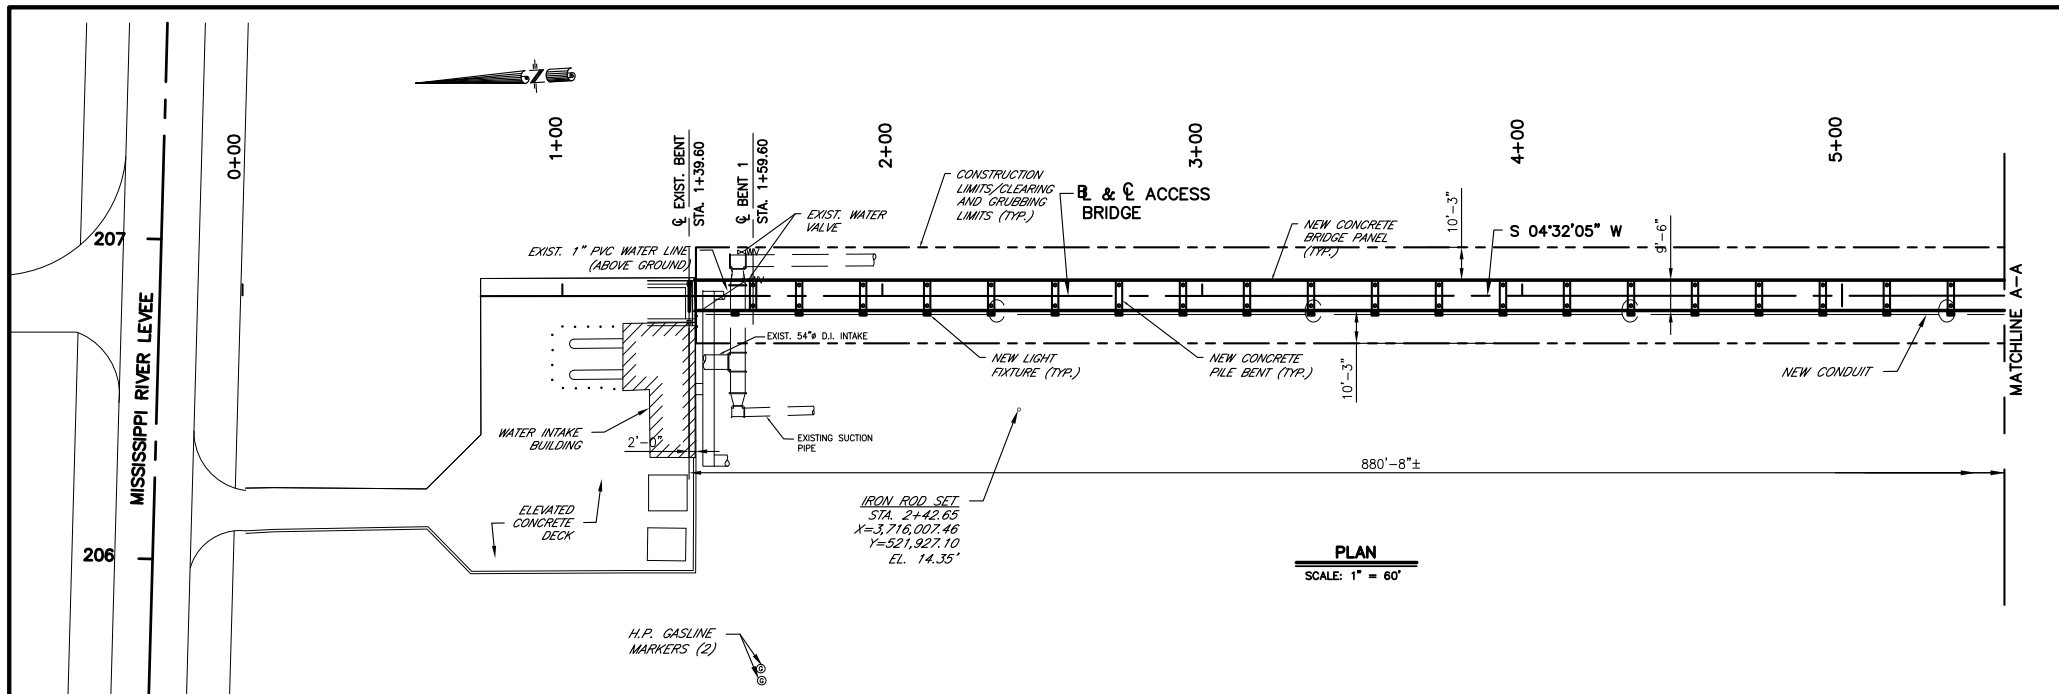 N
0+00
1+00
℄ EXIST. BENT
STA. 1+39.60
℄ BENT 1
STA. 1+59.60
2+00
3+00
4+00
5+00
207
206
MISSISSIPPI RIVER LEVEE
EXIST. 1" PVC WATER LINE
(ABOVE GROUND)
EXIST. WATER
VALVE
CONSTRUCTION
LIMITS/CLEARING
AND GRUBBING
LIMITS (TYP.)
BL & ℄ ACCESS
BRIDGE
NEW CONCRETE
BRIDGE PANEL
(TYP.)
10'-3"
S 04°32'05" W
9'-6"
MATCHLINE A-A
EXIST. 54"ø D.I. INTAKE
NEW LIGHT
FIXTURE (TYP.)
NEW CONCRETE
PILE BENT (TYP.)
10'-3"
NEW CONDUIT
WATER INTAKE
BUILDING
2'-0"
EXISTING SUCTION
PIPE
880'-8"±
ELEVATED
CONCRETE
DECK
IRON ROD SET
STA. 2+42.65
X=3,716,007.46
Y=521,927.10
EL. 14.35'
PLAN
SCALE: 1" = 60'
H.P. GASLINE
MARKERS (2)
G
G